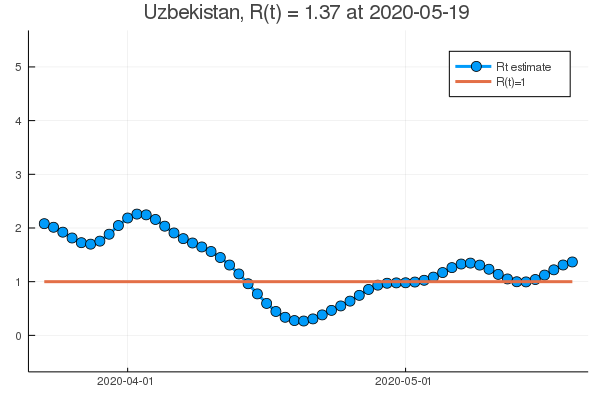 Uzbekistan, R(t) = 1.37 at 2020-05-19
5
4
3
2
1
0
Rt estimate
R(t)=1
2020-04-01
2020-05-01